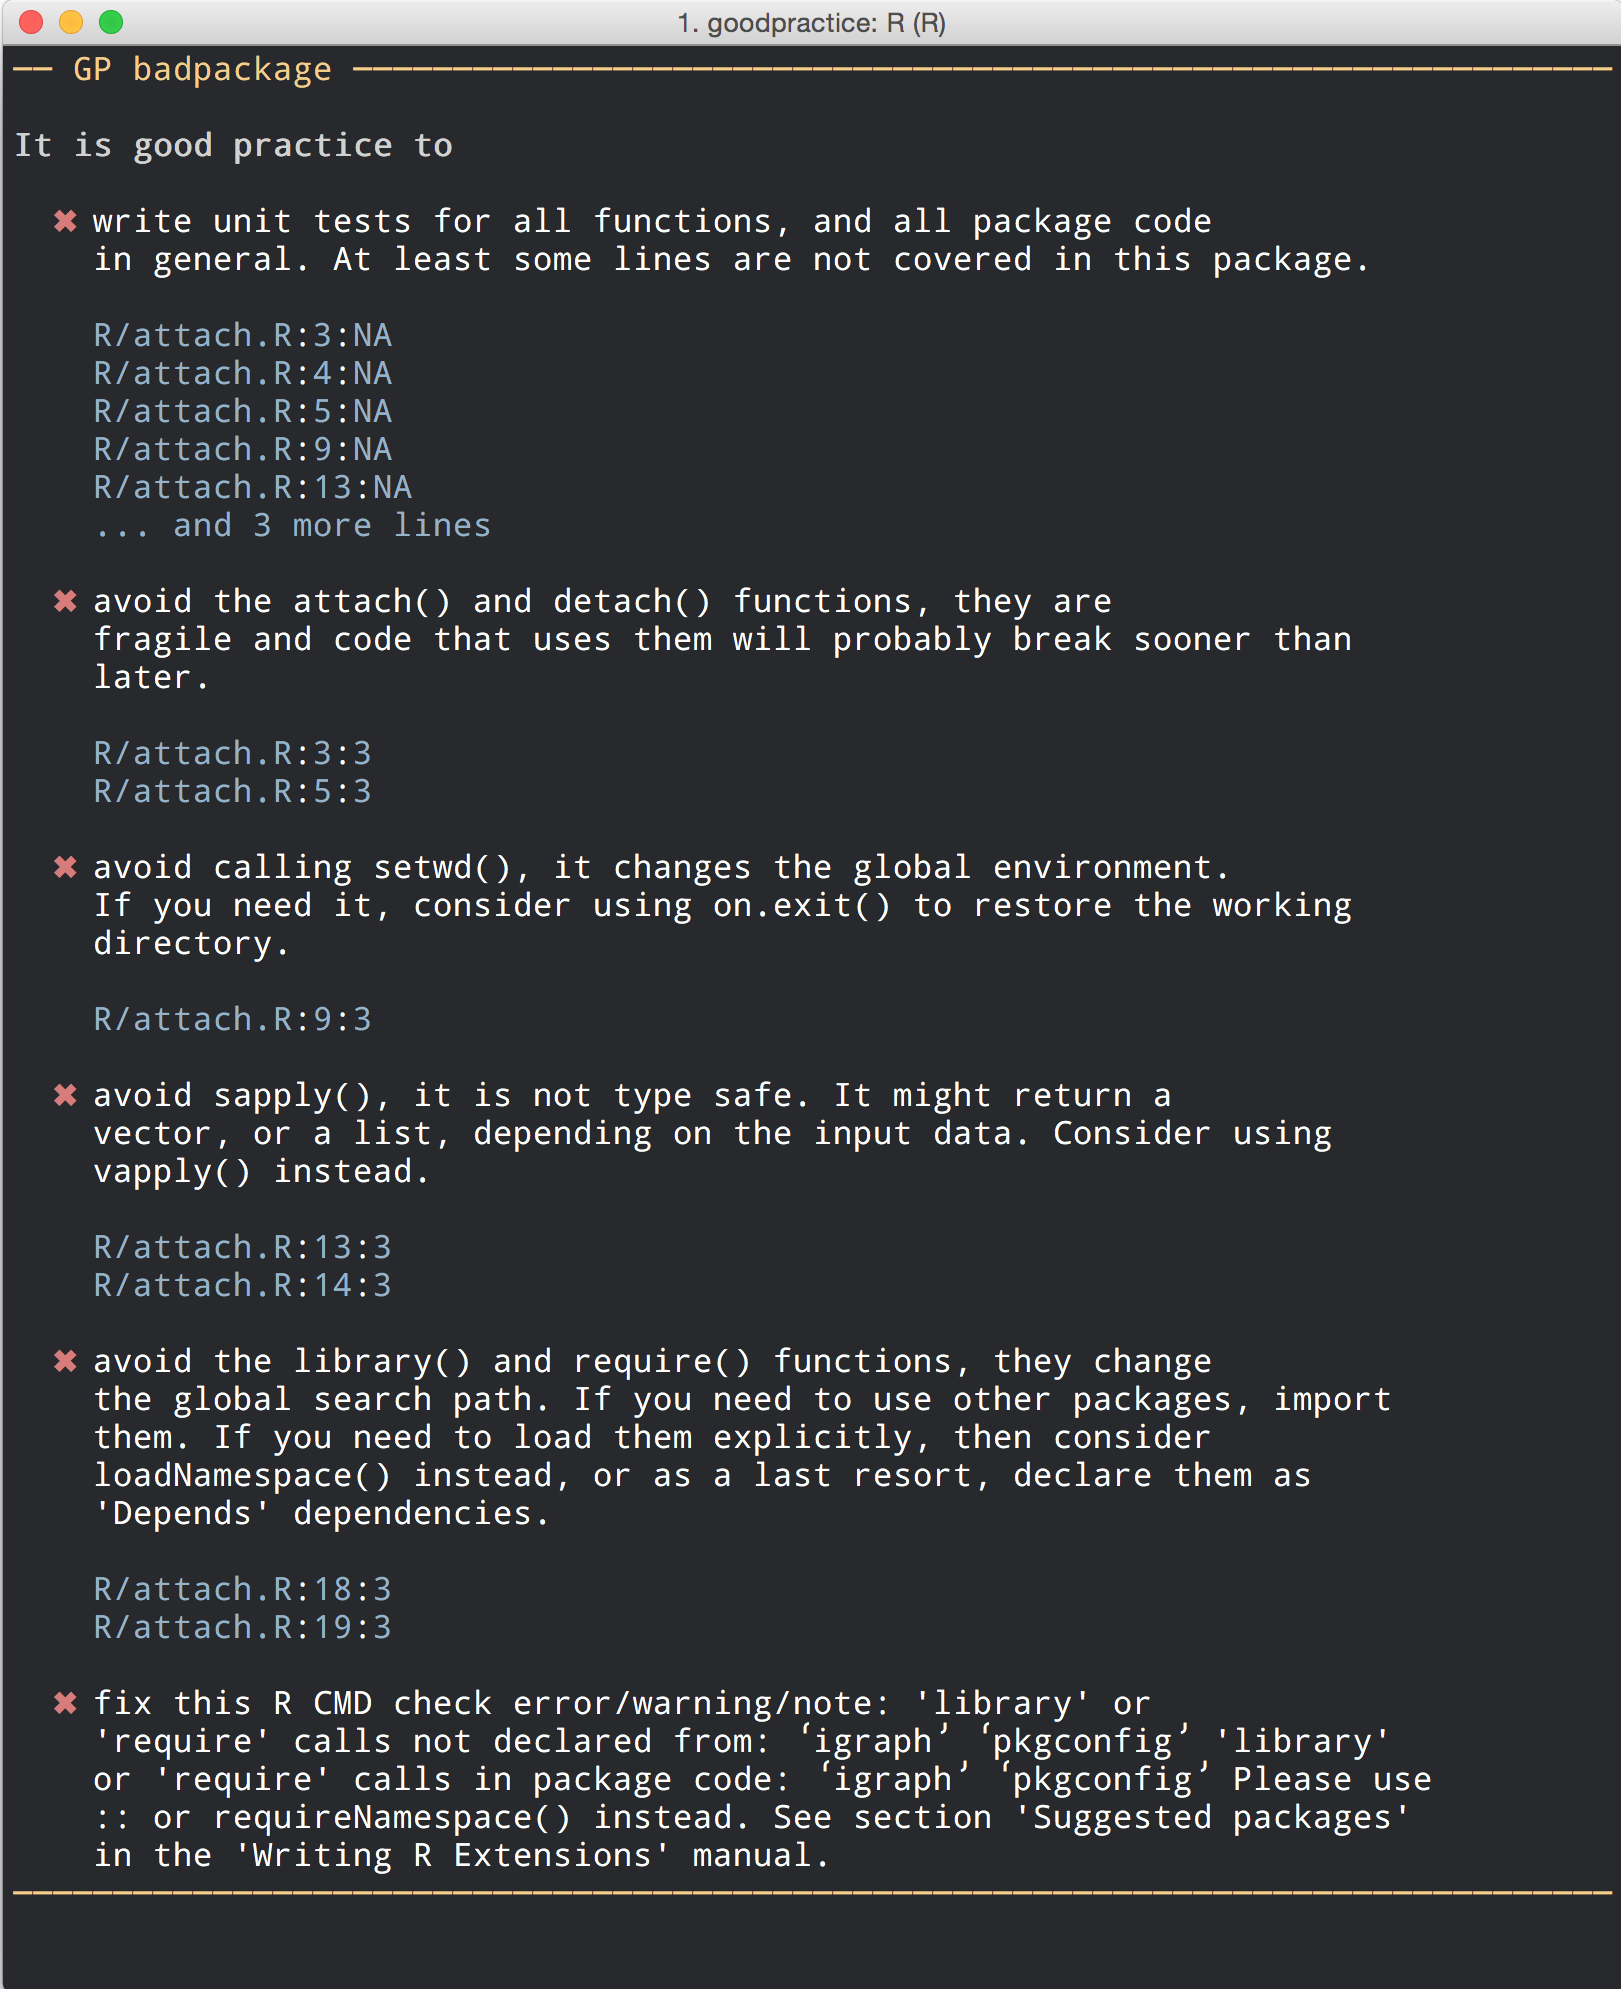 1. goodpractice: R (R)
── GP badpackage ───────────────────────────────────────────────────────────────
It is good practice to
✖ write unit tests for all functions, and all package code
in general. At least some lines are not covered in this package.
R/attach.R:3:NA
R/attach.R:4:NA
R/attach.R:5:NA
R/attach.R:9:NA
R/attach.R:13:NA
... and 3 more lines
✖ avoid the attach() and detach() functions, they are
fragile and code that uses them will probably break sooner than
later.
R/attach.R:3:3
R/attach.R:5:3
✖ avoid calling setwd(), it changes the global environment.
If you need it, consider using on.exit() to restore the working
directory.
R/attach.R:9:3
✖ avoid sapply(), it is not type safe. It might return a
vector, or a list, depending on the input data. Consider using
vapply() instead.
R/attach.R:13:3
R/attach.R:14:3
✖ avoid the library() and require() functions, they change
the global search path. If you need to use other packages, import
them. If you need to load them explicitly, then consider
loadNamespace() instead, or as a last resort, declare them as
'Depends' dependencies.
R/attach.R:18:3
R/attach.R:19:3
✖ fix this R CMD check error/warning/note: 'library' or
'require' calls not declared from: ‘igraph’ ‘pkgconfig’ 'library'
or 'require' calls in package code: ‘igraph’ ‘pkgconfig’ Please use
:: or requireNamespace() instead. See section 'Suggested packages'
in the 'Writing R Extensions' manual.